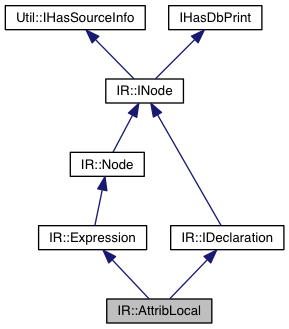 Util::IHasSourceInfo
IHasDbPrint
IR::INode
IR::Node
IR::Expression
IR::IDeclaration
IR::AttribLocal